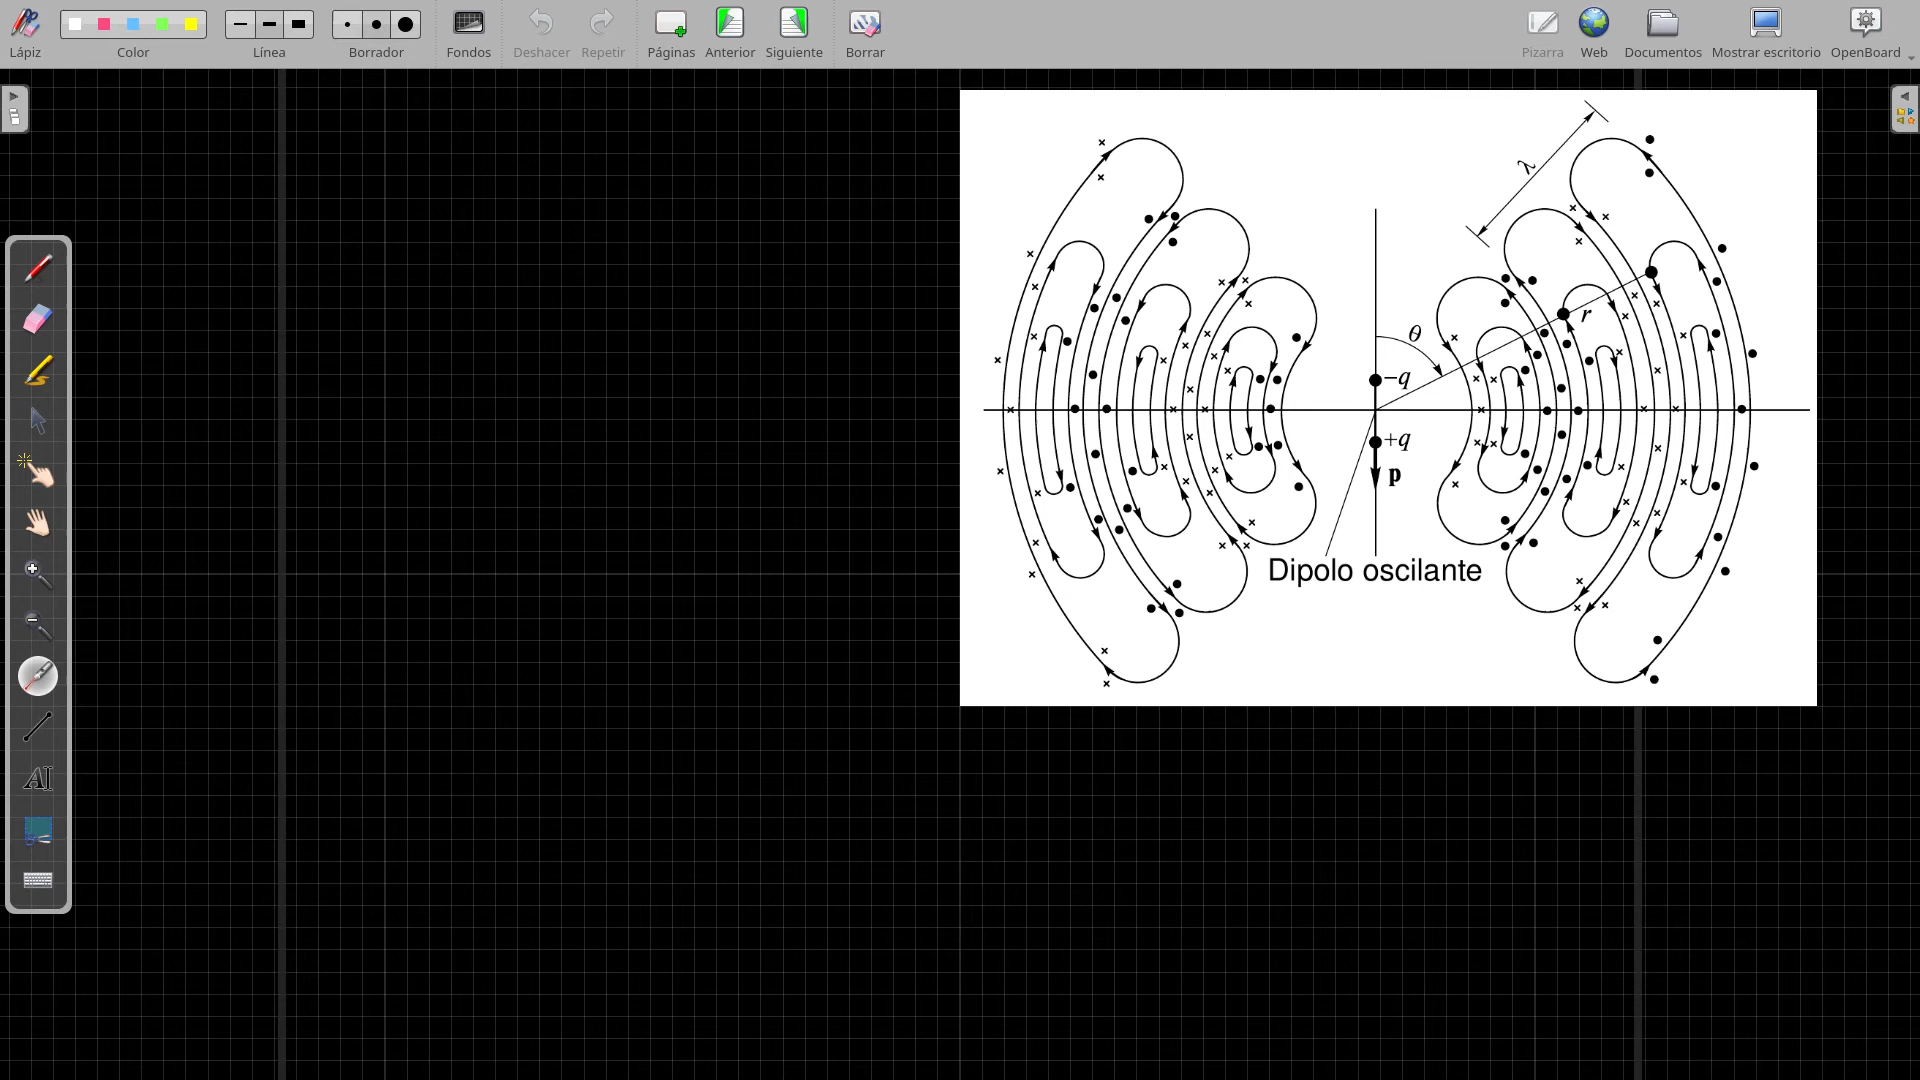 Lápiz Color Línea Borrador Fondos Deshacer Repetir Páginas Anterior Siguiente Borrar Pizarra Web Documentos Mostrar escritorio OpenBoard
λ
r
θ
−q
+q
p
Dipolo oscilante
AI